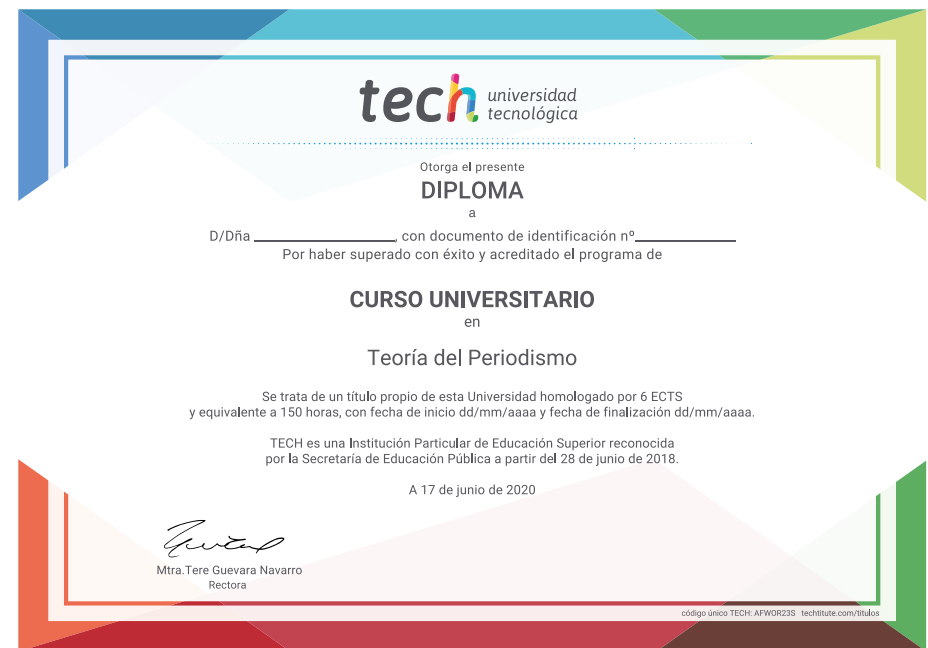 tech universidad
tecnológica
Otorga el presente
DIPLOMA
a
D/Dña ____________________, con documento de identificación nº______________
Por haber superado con éxito y acreditado el programa de
CURSO UNIVERSITARIO
en
Teoría del Periodismo
Se trata de un título propio de esta Universidad homologado por 6 ECTS
y equivalente a 150 horas, con fecha de inicio dd/mm/aaaa y fecha de finalización dd/mm/aaaa.
TECH es una Institución Particular de Educación Superior reconocida
por la Secretaría de Educación Pública a partir del 28 de junio de 2018.
A 17 de junio de 2020
Mtra.Tere Guevara Navarro
Rectora
código único TECH: AFWOR23S techtitute.com/titulos